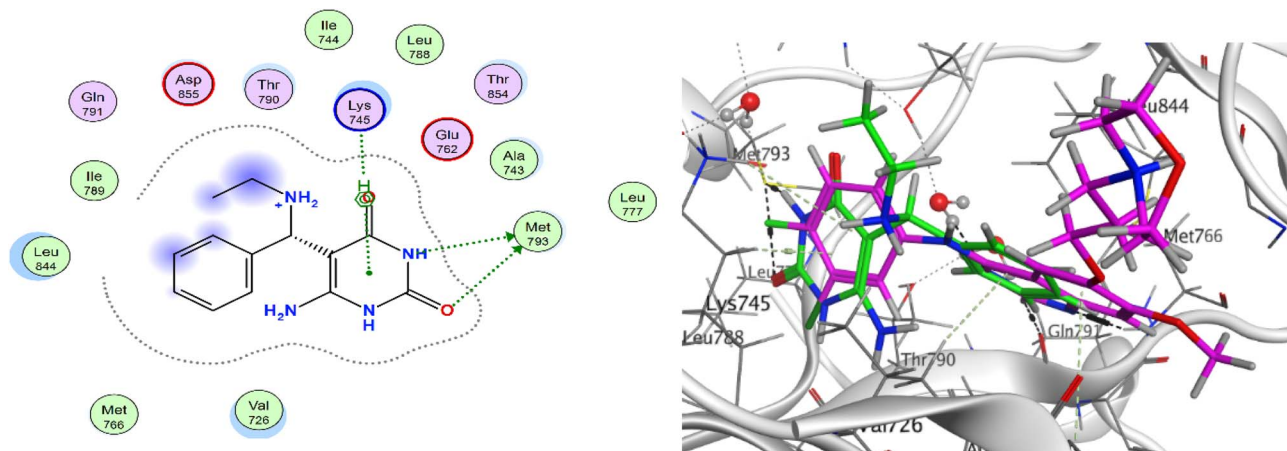 Ile
744
Leu
788
Asp
855
Thr
790
Lys
745
Thr
854
Gln
791
Glu
762
Ala
743
Ile
789
Leu
777
Met
793
Leu
844
H
O
NH₂
+
NH
O
H₂N
N
H
Met
766
Val
726
Leu844
Met793
Met766
Lys745
Leu788
Gln791
Thr790
Val726